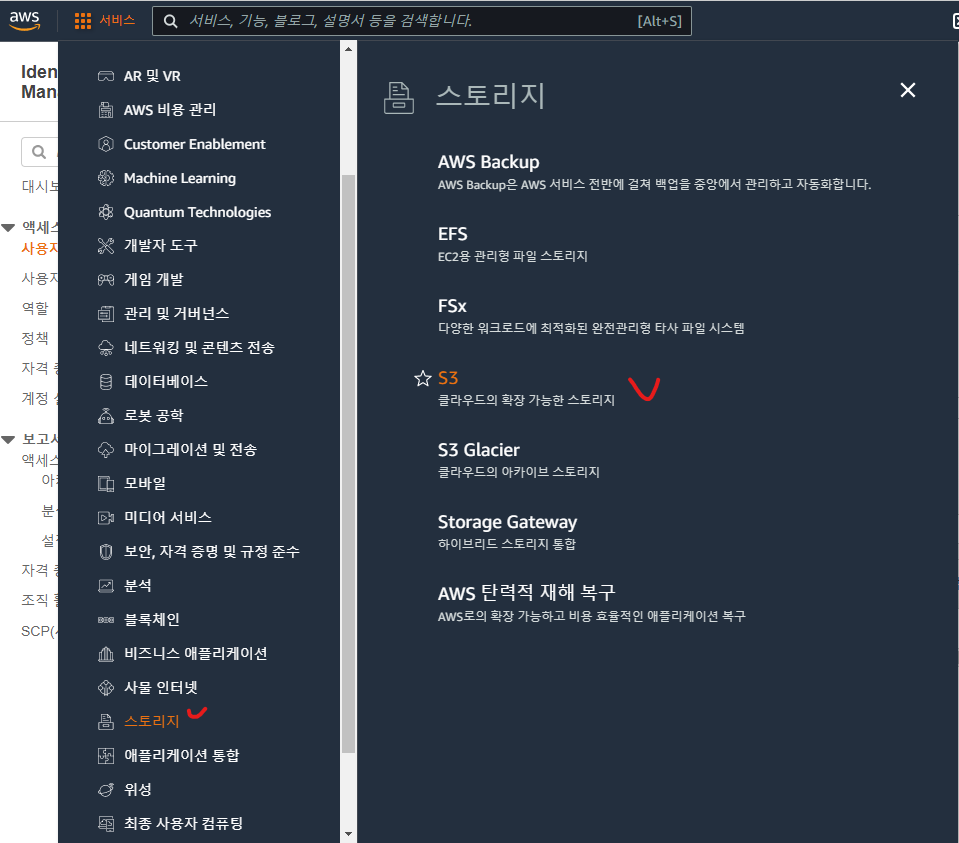 aws
서비스
서비스, 기능, 블로그, 설명서 등을 검색합니다.
[Alt+S]
Iden
Man
대시보
액세스
사용자
사용자
역할
정책
자격 증
계정 설
보고서
액세스
아
분석
설정
자격 증
조직 활
SCP(서
AR 및 VR
AWS 비용 관리
Customer Enablement
Machine Learning
Quantum Technologies
개발자 도구
게임 개발
관리 및 거버넌스
네트워킹 및 콘텐츠 전송
데이터베이스
로봇 공학
마이그레이션 및 전송
모바일
미디어 서비스
보안, 자격 증명 및 규정 준수
분석
블록체인
비즈니스 애플리케이션
사물 인터넷
스토리지
애플리케이션 통합
위성
최종 사용자 컴퓨팅
스토리지
AWS Backup
AWS Backup은 AWS 서비스 전반에 걸쳐 백업을 중앙에서 관리하고 자동화합니다.
EFS
EC2용 관리형 파일 스토리지
FSx
다양한 워크로드에 최적화된 완전관리형 타사 파일 시스템
S3
클라우드의 확장 가능한 스토리지
S3 Glacier
클라우드의 아카이브 스토리지
Storage Gateway
하이브리드 스토리지 통합
AWS 탄력적 재해 복구
AWS로의 확장 가능하고 비용 효율적인 애플리케이션 복구